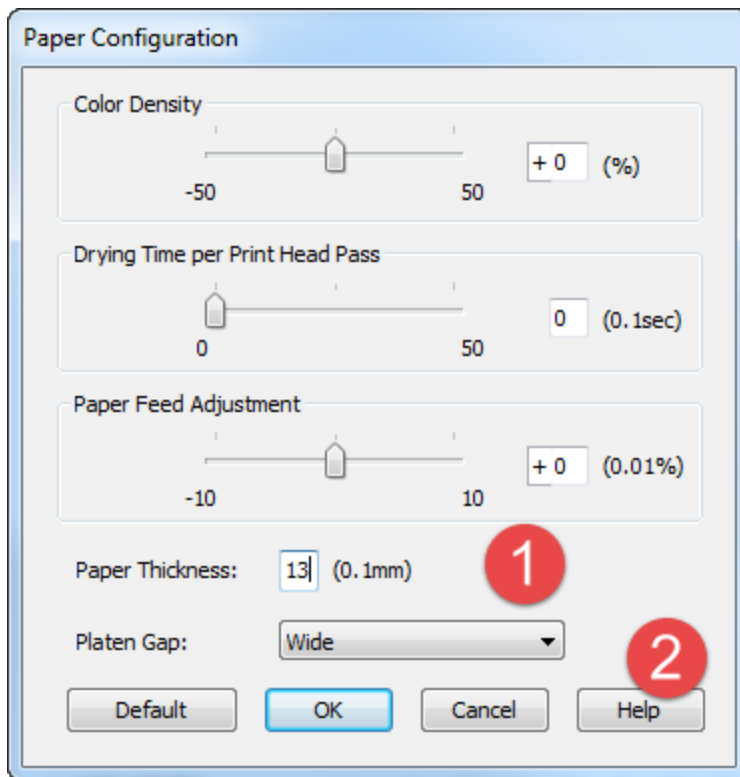 Paper Configuration
Color Density
-50 50 + 0 (%)
Drying Time per Print Head Pass
0 50 0 (0.1sec)
Paper Feed Adjustment
-10 10 + 0 (0.01%)
Paper Thickness: 13 (0.1mm) 1
Platen Gap: Wide 2
Default OK Cancel Help